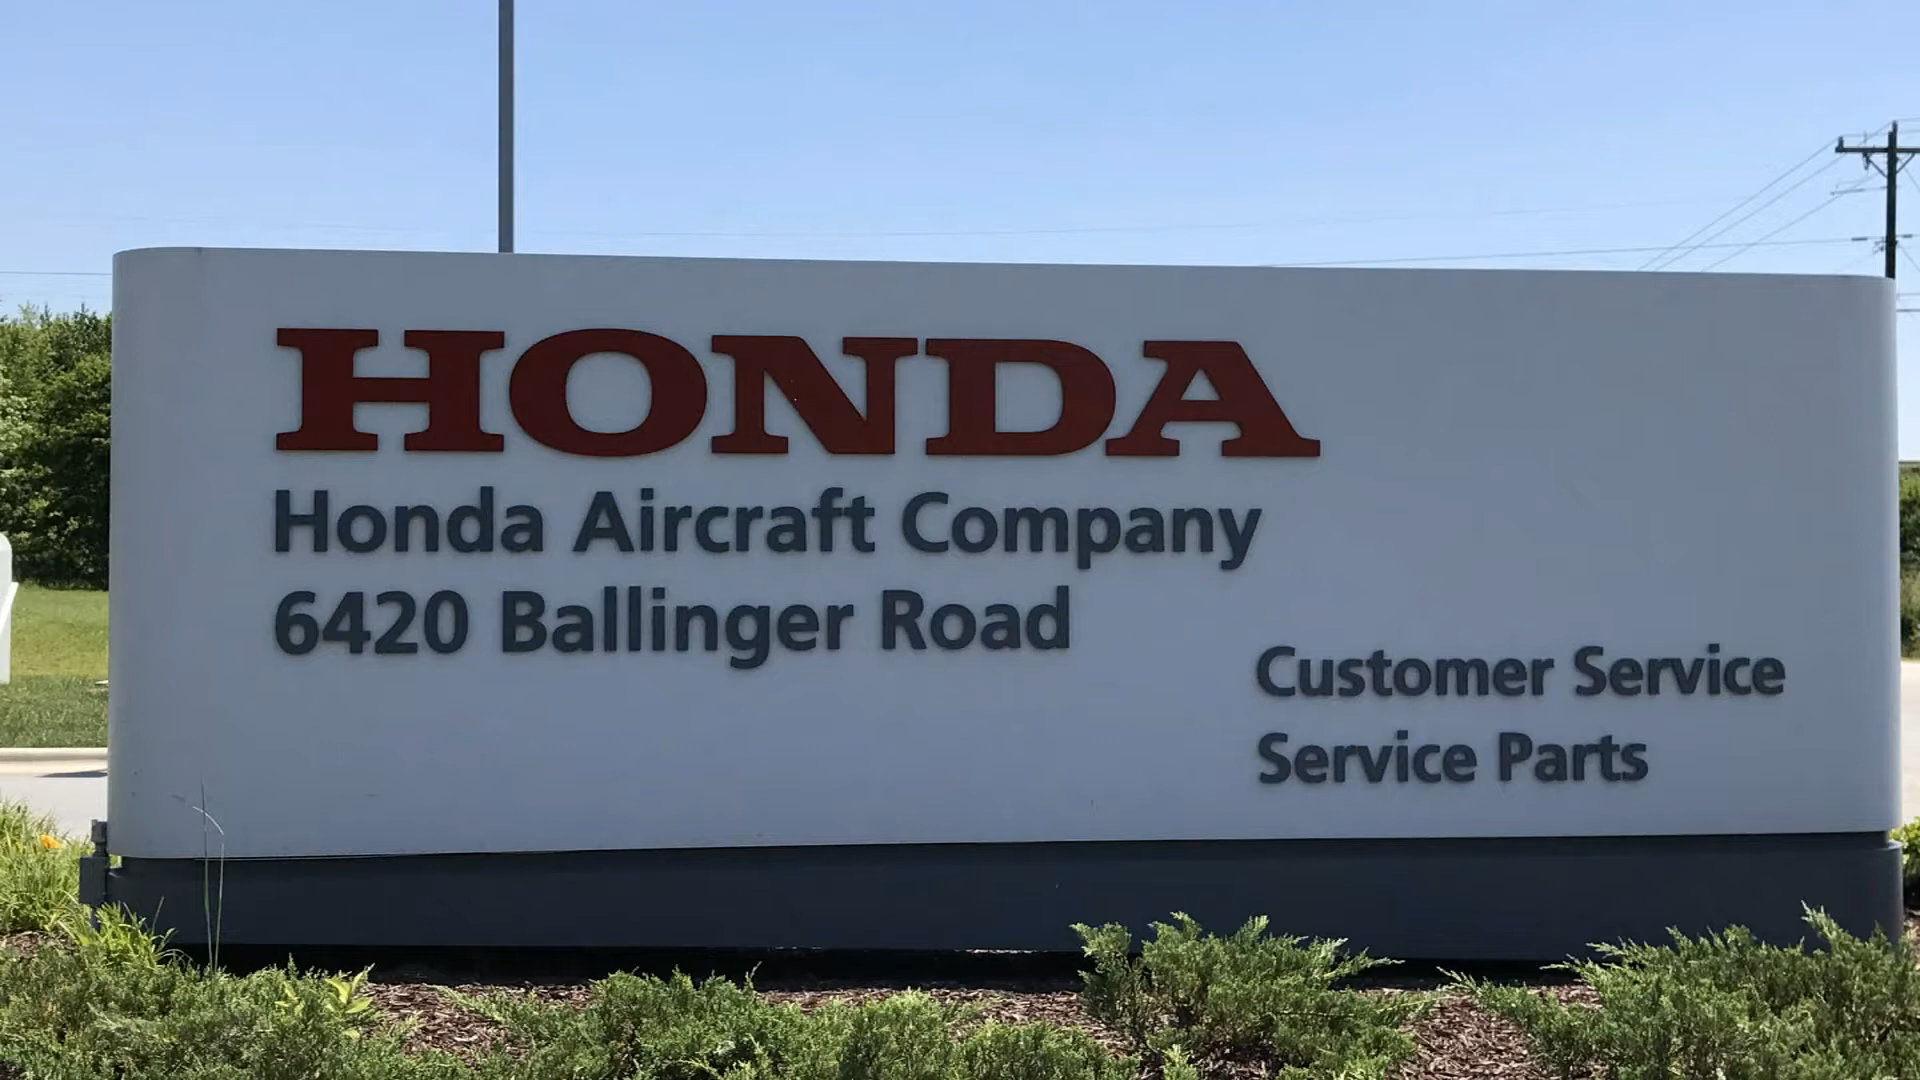 HONDA
Honda Aircraft Company
6420 Ballinger Road
Customer Service
Service Parts